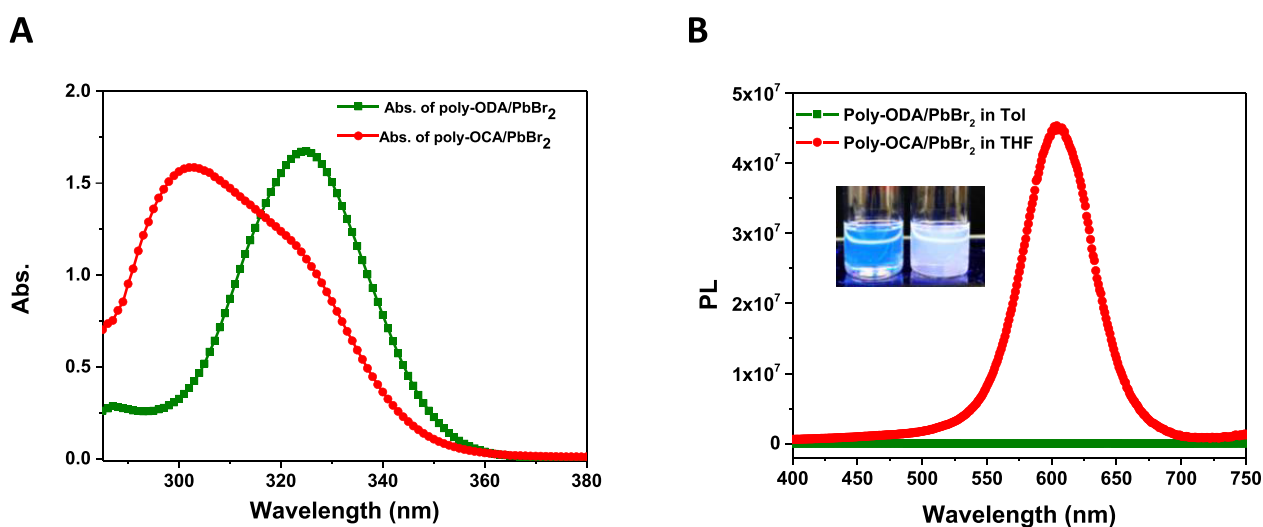 A
B
2.0
1.5
1.0
0.5
0.0
Abs.
Abs. of poly-ODA/PbBr2
Abs. of poly-OCA/PbBr2
300
320
340
360
380
Wavelength (nm)
5x10^7
4x10^7
3x10^7
2x10^7
1x10^7
0
PL
Poly-ODA/PbBr2 in Tol
Poly-OCA/PbBr2 in THF
400
450
500
550
600
650
700
750
Wavelength (nm)